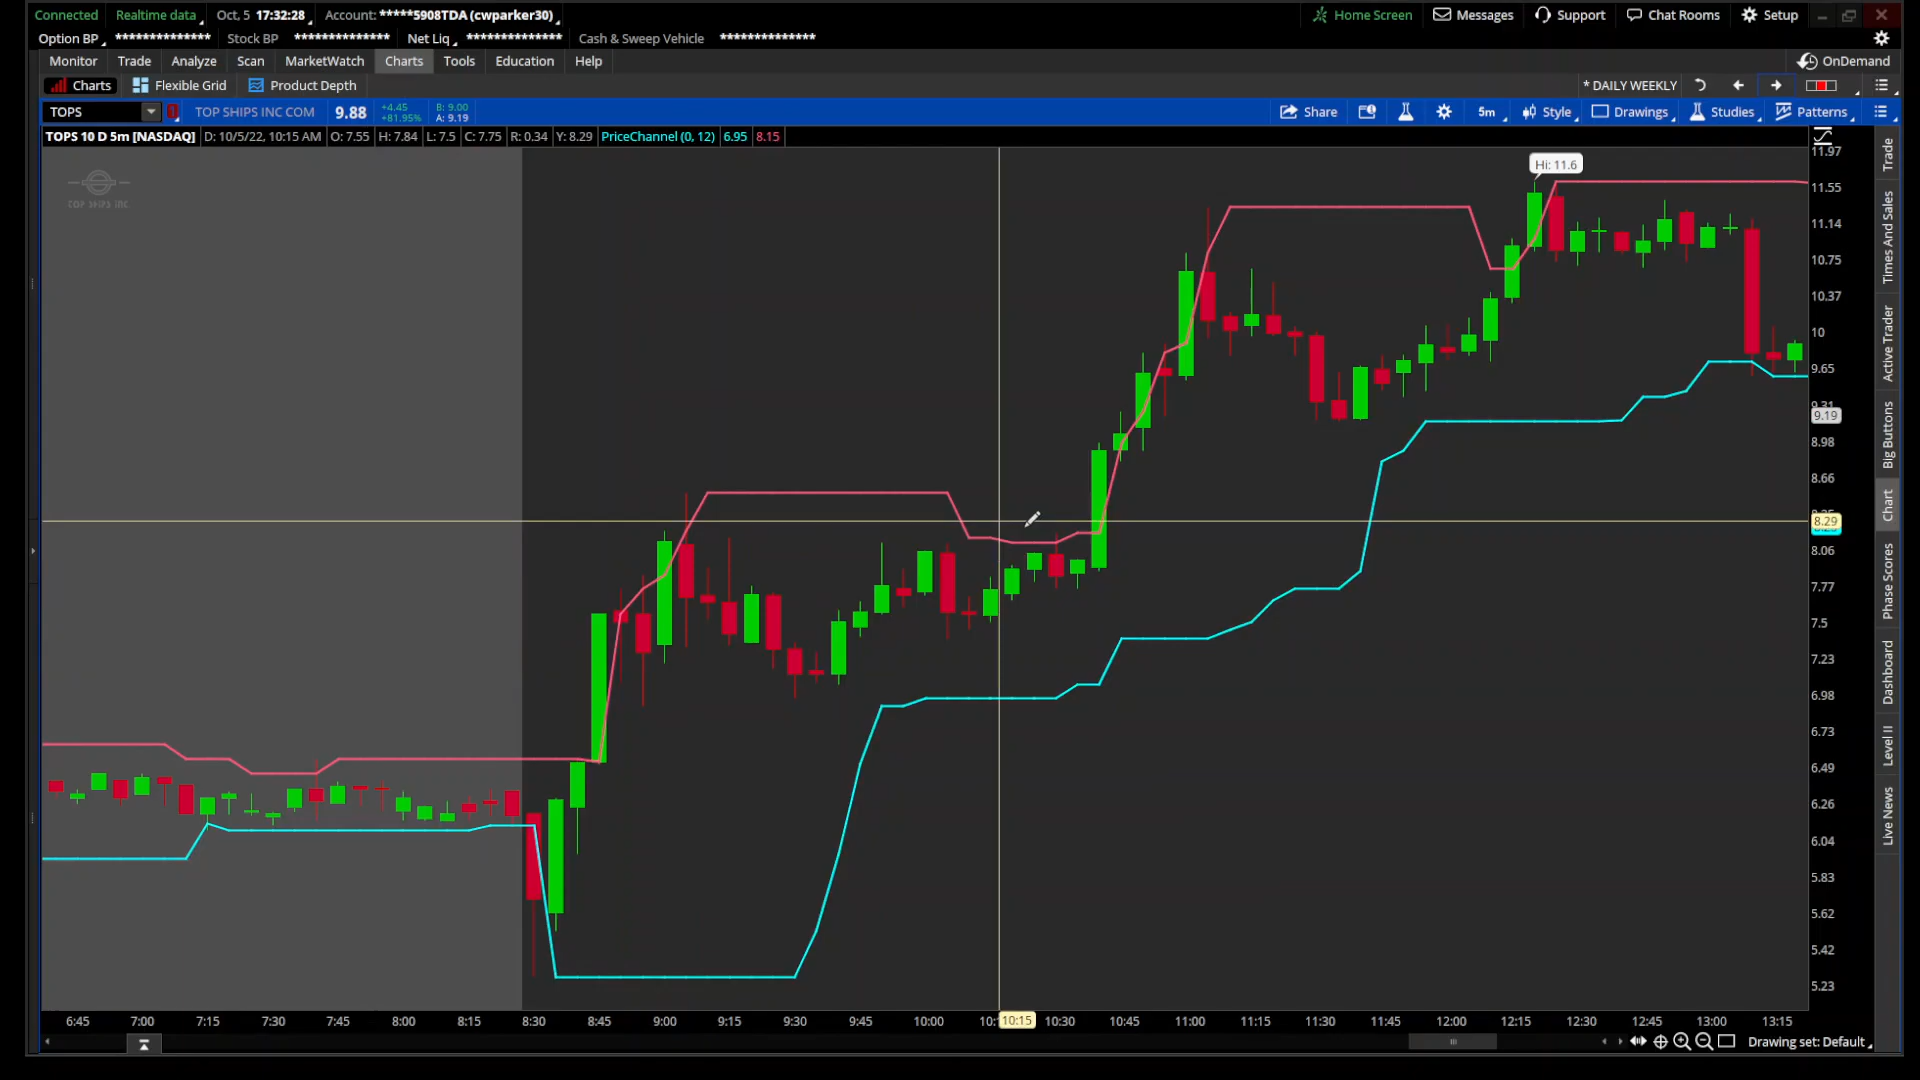 Connected Realtime data Oct, 5 17:32:28 Account: *****5908TDA (cwparker30) Home Screen Messages Support Chat Rooms Setup
Option BP ************** Stock BP ************** Net Liq ************** Cash & Sweep Vehicle **************
Monitor Trade Analyze Scan MarketWatch Charts Tools Education Help OnDemand
Charts Flexible Grid Product Depth * DAILY WEEKLY
TOPS TOP SHIPS INC COM 9.88 +4.45 +81.95% B: 9.00 A: 9.19 Share 5m Style Drawings Studies Patterns
TOPS 10 D 5m [NASDAQ] D: 10/5/22, 10:15 AM O: 7.55 H: 7.84 L: 7.5 C: 7.75 R: 0.34 Y: 8.29 PriceChannel (0, 12) 6.95 8.15
TOP SHIPS INC.
Hi: 11.6
11.97
11.55
11.14
10.75
10.37
10
9.65
9.31
9.19
8.98
8.66
8.29
8.06
7.77
7.5
7.23
6.98
6.73
6.49
6.26
6.04
5.83
5.62
5.42
5.23
Trade
Times And Sales
Active Trader
Big Buttons
Chart
Phase Scores
Dashboard
Level II
Live News
6:45 7:00 7:15 7:30 7:45 8:00 8:15 8:30 8:45 9:00 9:15 9:30 9:45 10:00 10:15 10:30 10:45 11:00 11:15 11:30 11:45 12:00 12:15 12:30 12:45 13:00 13:15
Drawing set: Default